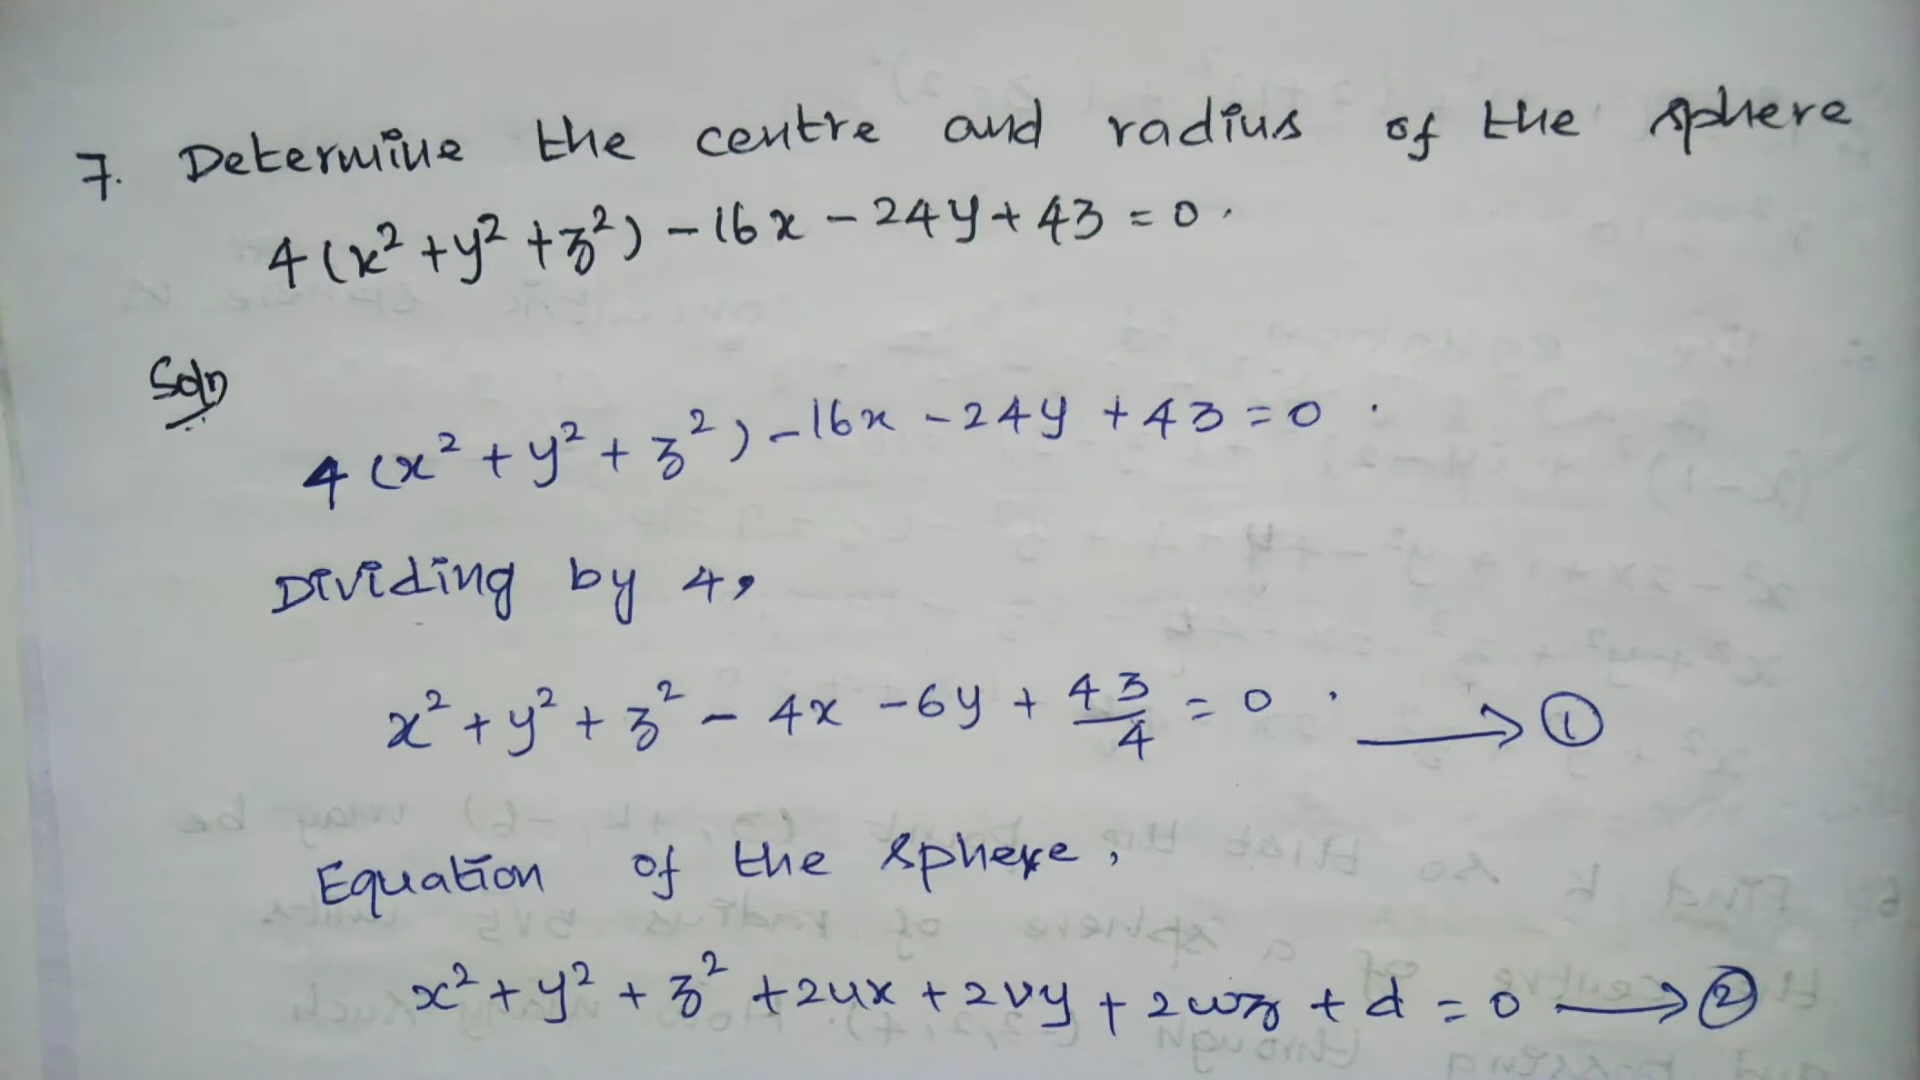 7. Determine the centre and radius of the sphere
4(x² + y² + z²) - 16x - 24y + 43 = 0.
Soln
4(x² + y² + z²) - 16x - 24y + 43 = 0.
Dividing by 4,
x² + y² + z² - 4x - 6y + 43/4 = 0. → ①
Equation of the sphere,
x² + y² + z² + 2ux + 2vy + 2wz + d = 0 → ②